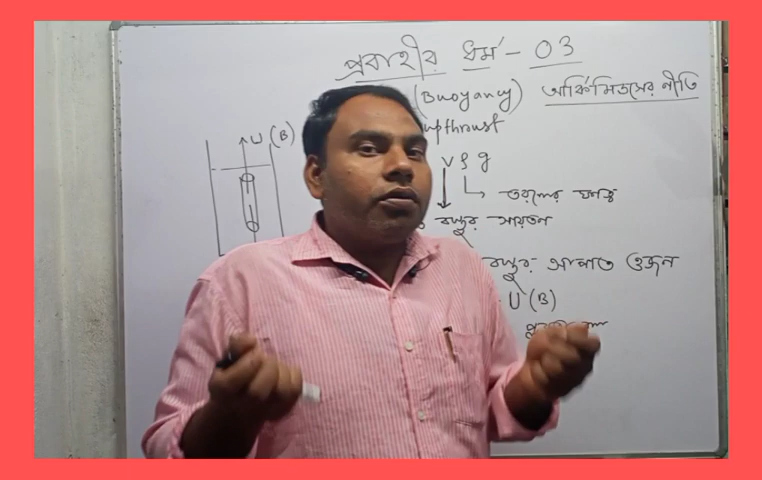 প্রবাহীর ধর্ম - 03
(Buoyancy) আর্কিমিডিসের নীতি
upthrust
U (B)
V ρ g
তরলের ঘনত্ব
বস্তুর আয়তন
বস্তুর আপাত ওজন
U (B)